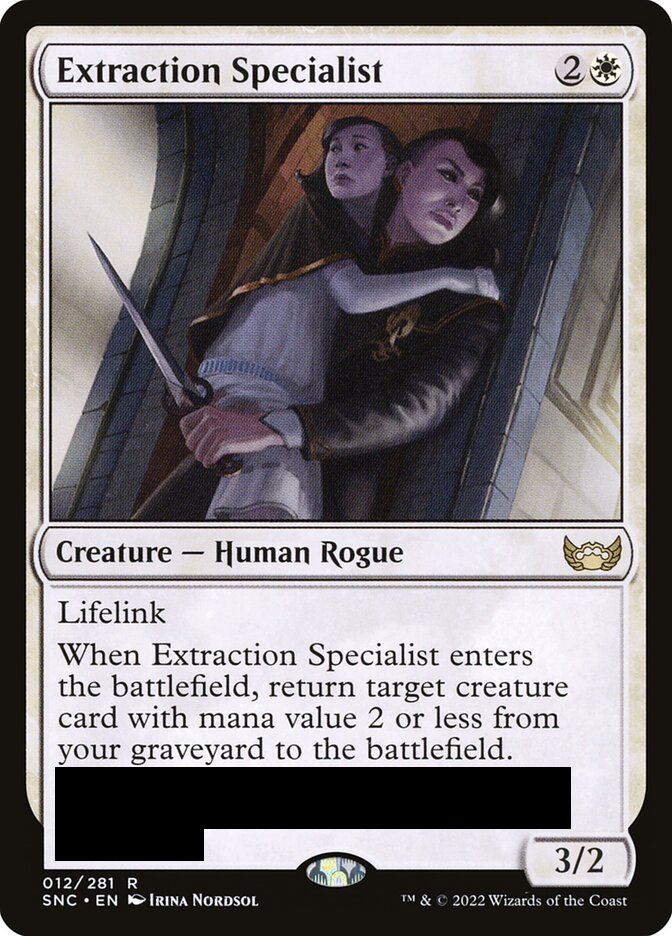 Extraction Specialist 2
Creature — Human Rogue
Lifelink
When Extraction Specialist enters
the battlefield, return target creature
card with mana value 2 or less from
your graveyard to the battlefield.
3/2
012/281 R
SNC • EN Irina Nordsol
™ & © 2022 Wizards of the Coast